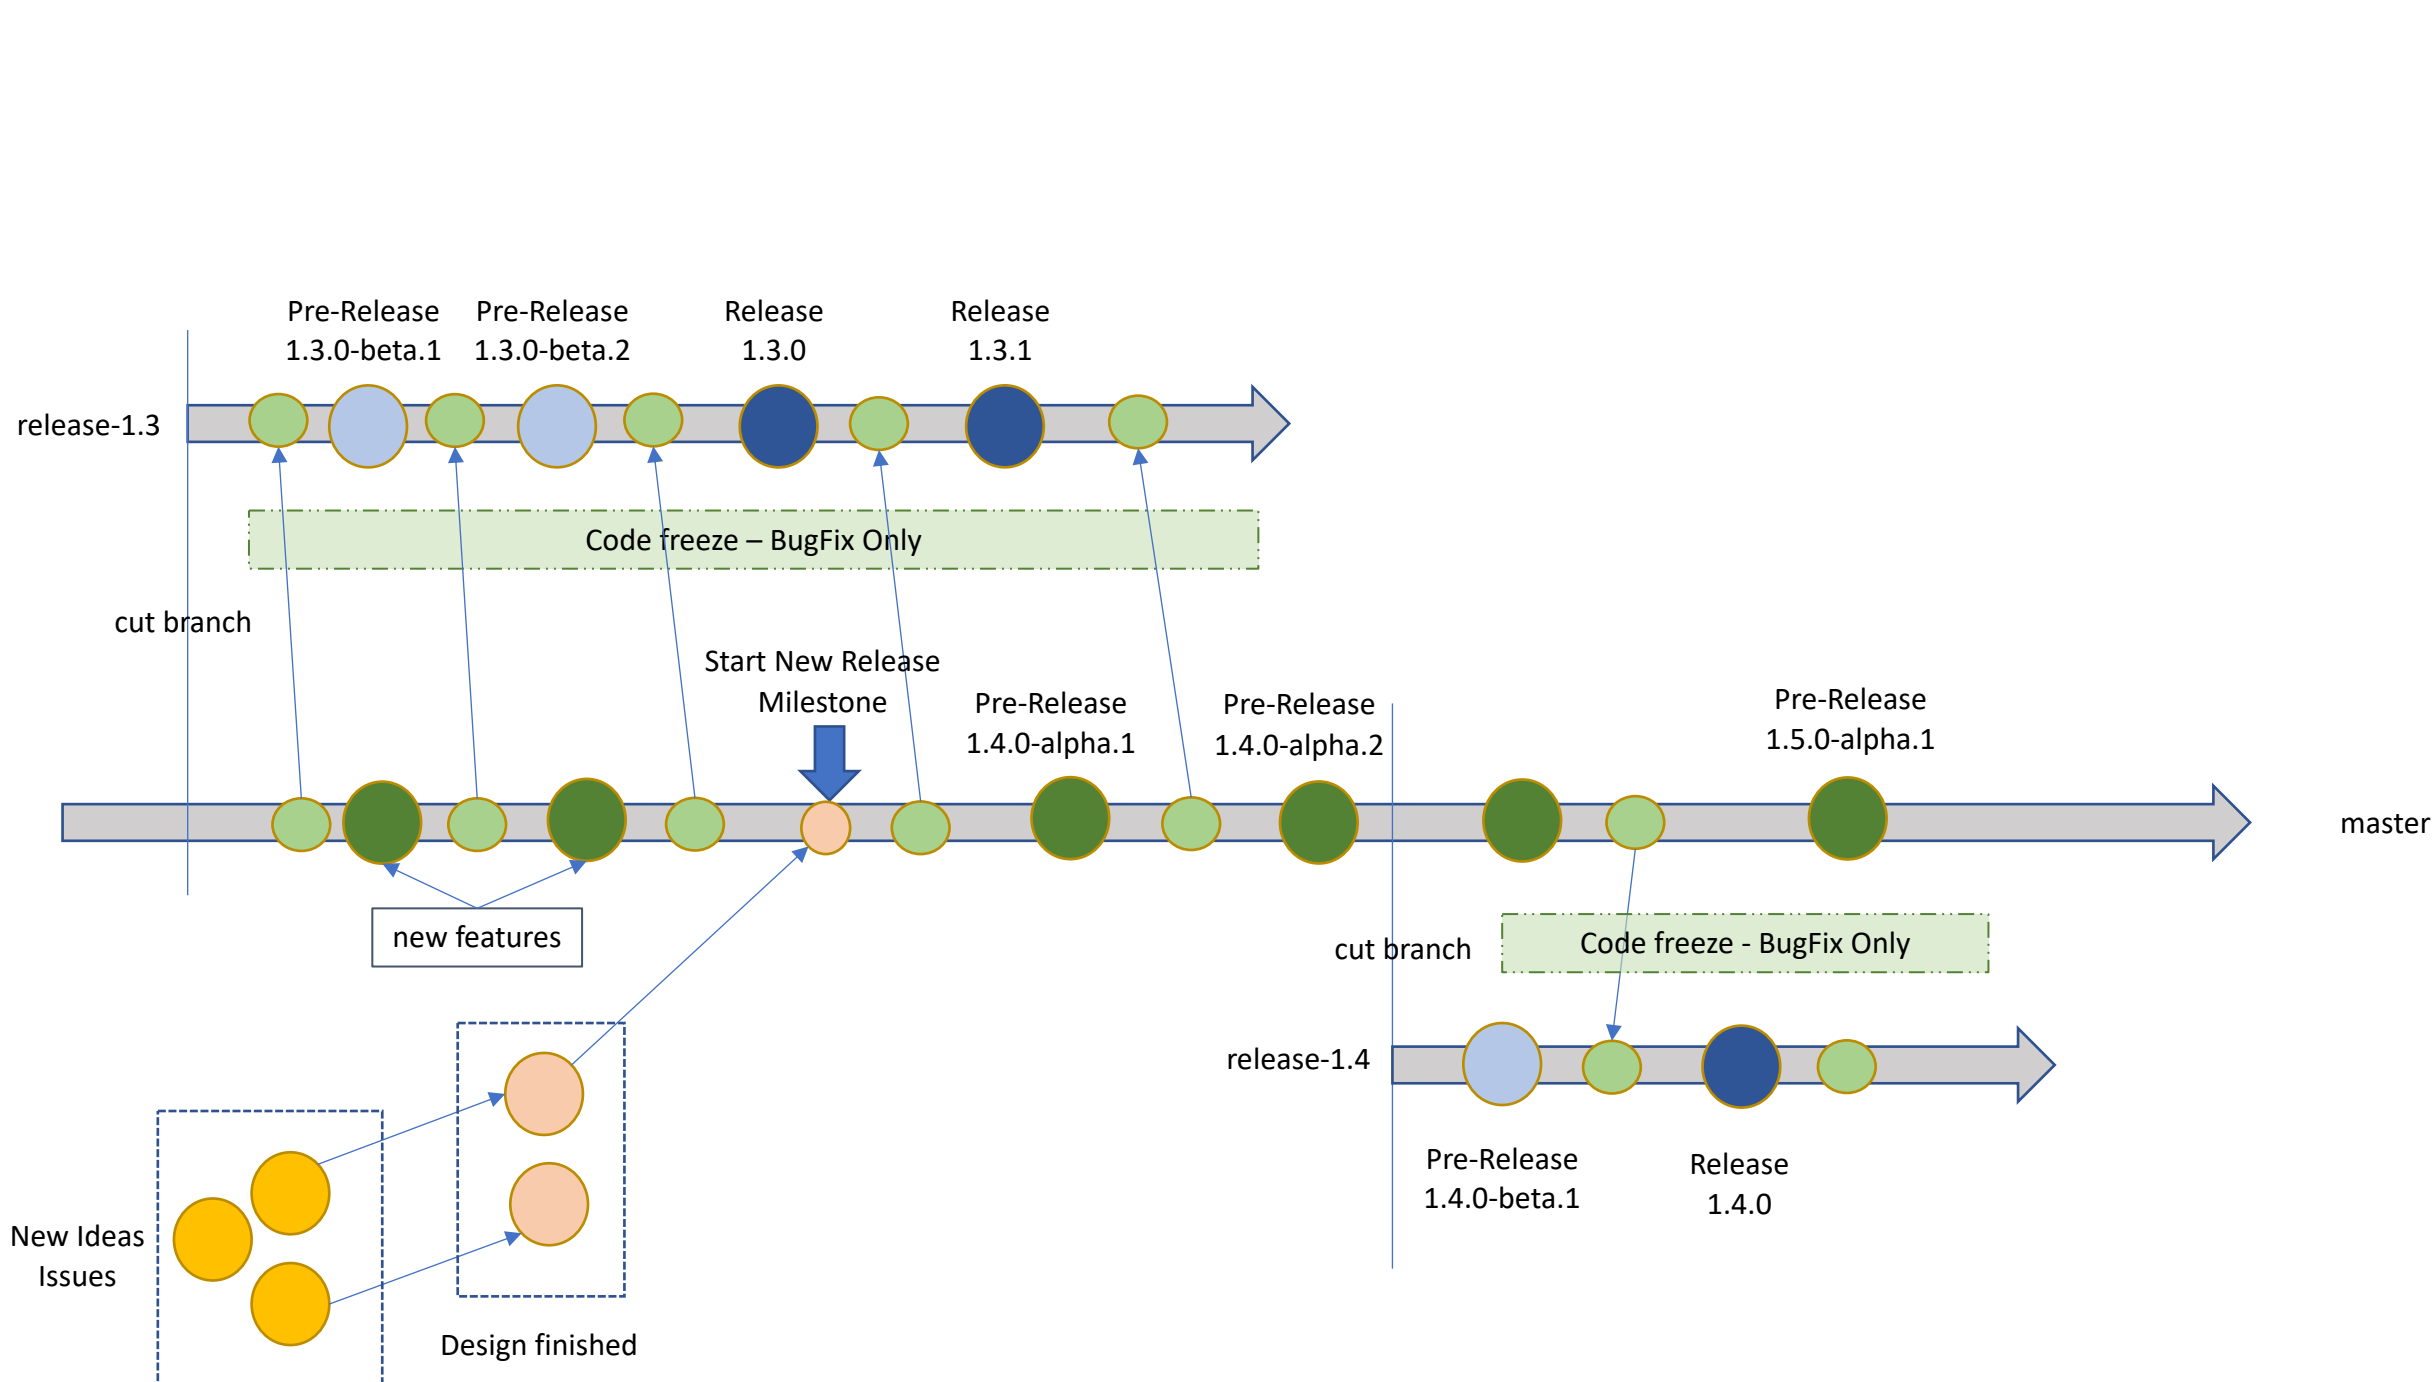 Pre-Release
1.3.0-beta.1
Pre-Release
1.3.0-beta.2
Release
1.3.0
Release
1.3.1
release-1.3
Code freeze – BugFix Only
cut branch
Start New Release
Milestone
Pre-Release
1.4.0-alpha.1
Pre-Release
1.4.0-alpha.2
Pre-Release
1.5.0-alpha.1
master
new features
cut branch
Code freeze - BugFix Only
release-1.4
Pre-Release
1.4.0-beta.1
Release
1.4.0
New Ideas
Issues
Design finished